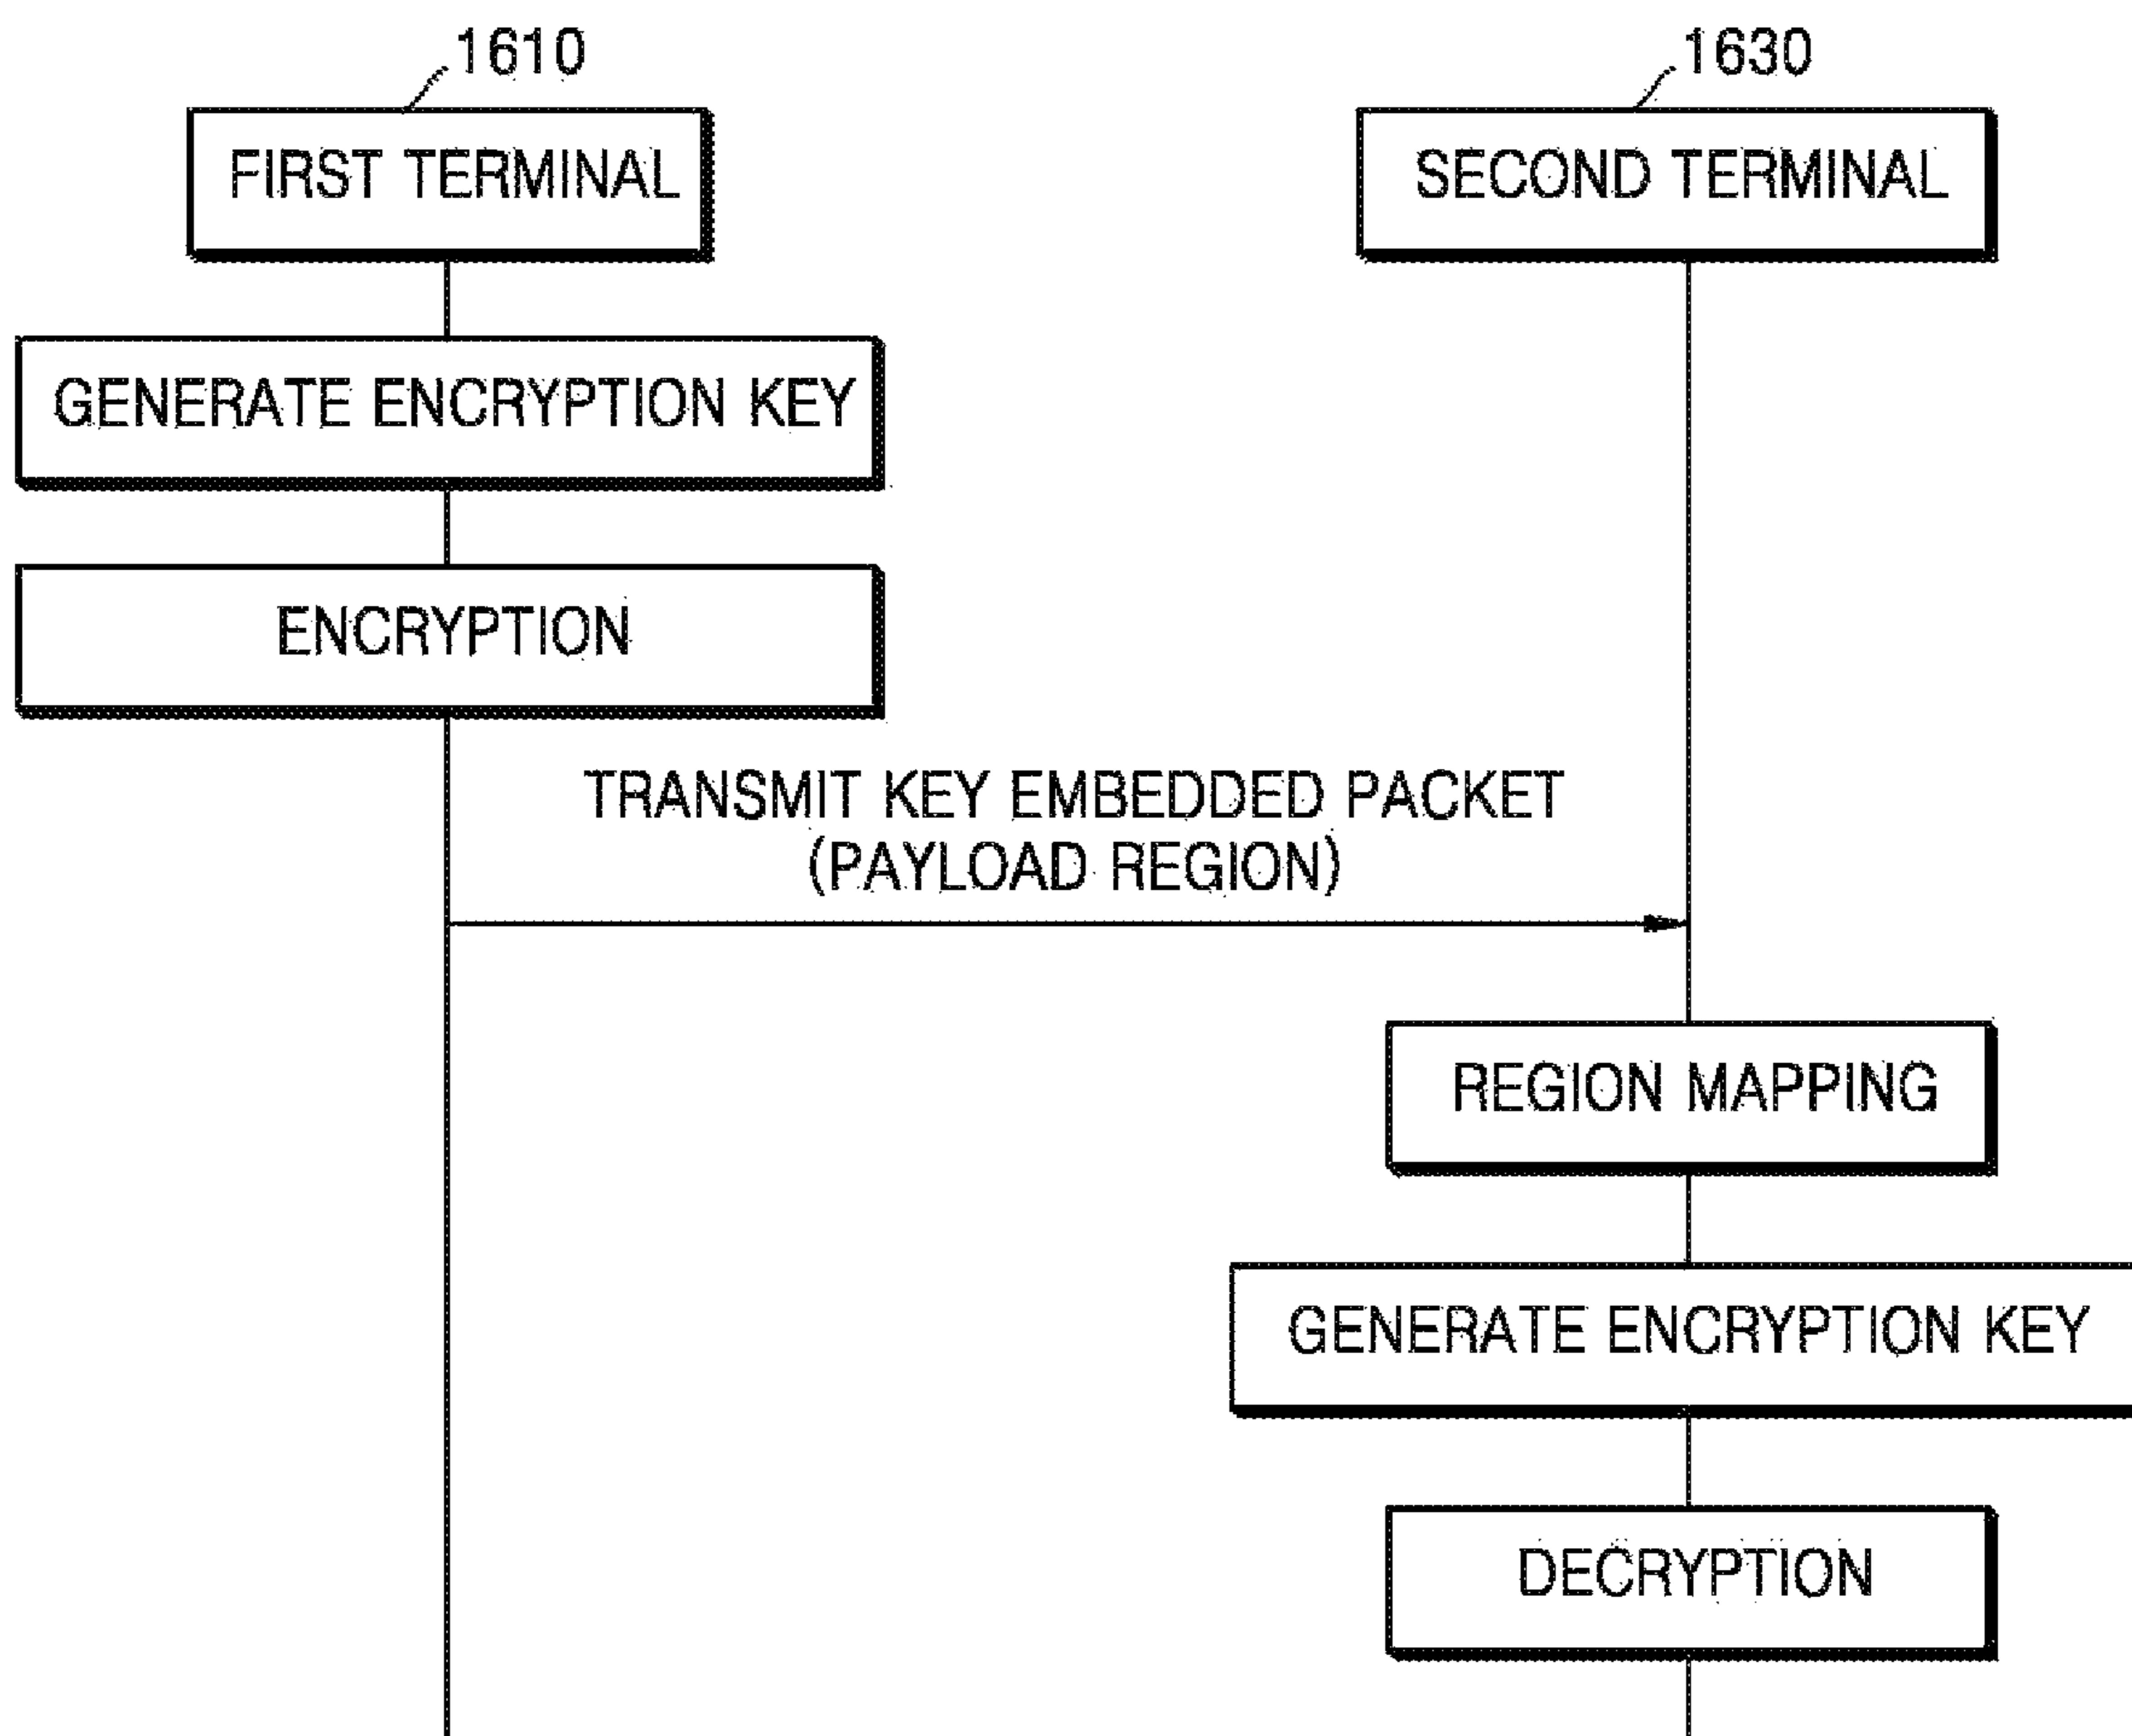 1610
1630
FIRST TERMINAL
SECOND TERMINAL
GENERATE ENCRYPTION KEY
ENCRYPTION
TRANSMIT KEY EMBEDDED PACKET
(PAYLOAD REGION)
REGION MAPPING
GENERATE ENCRYPTION KEY
DECRYPTION